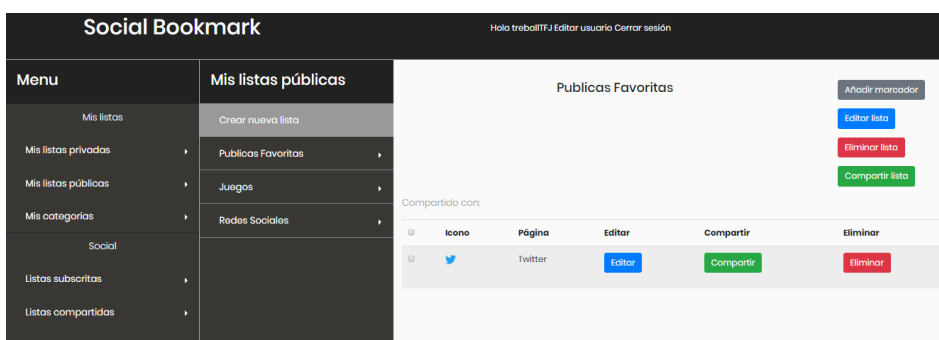 Social Bookmark
Hola treballTFJ Editar usuario Cerrar sesión
Menu
Mis listas
Mis listas privadas
Mis listas públicas
Mis categorias
Social
Listas subscritas
Listas compartidas
Mis listas públicas
Crear nueva lista
Publicas Favoritas
Juegos
Redes Sociales
Publicas Favoritas
Añadir marcador
Editar lista
Eliminar lista
Compartir lista
Compartido con:
Icono Página Editar Compartir Eliminar
Twitter Editar Compartir Eliminar